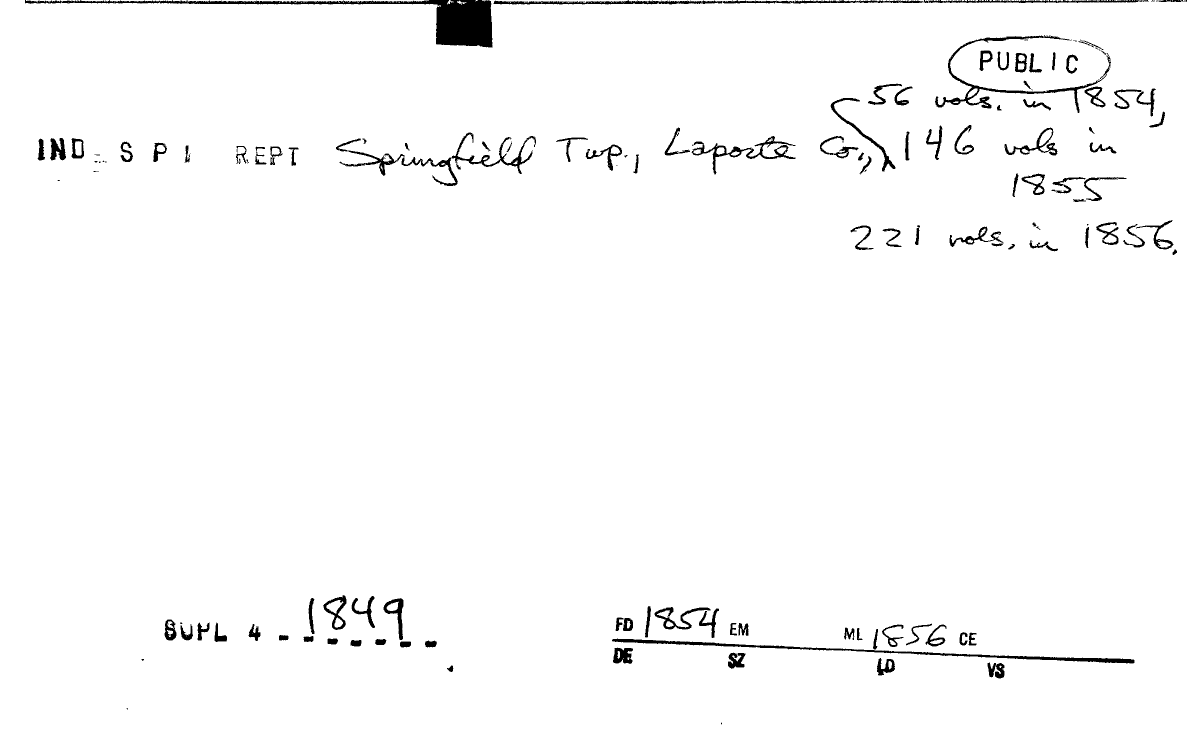 PUBLIC
56 vols. in 1854,
IND. S P I REPT Springfield Twp., Laporte Co., 146 vols in
1855
221 vols. in 1856.
SUPL 4 - 1849
FD 1854 EM ML 1856 CE
DE SZ LD VS